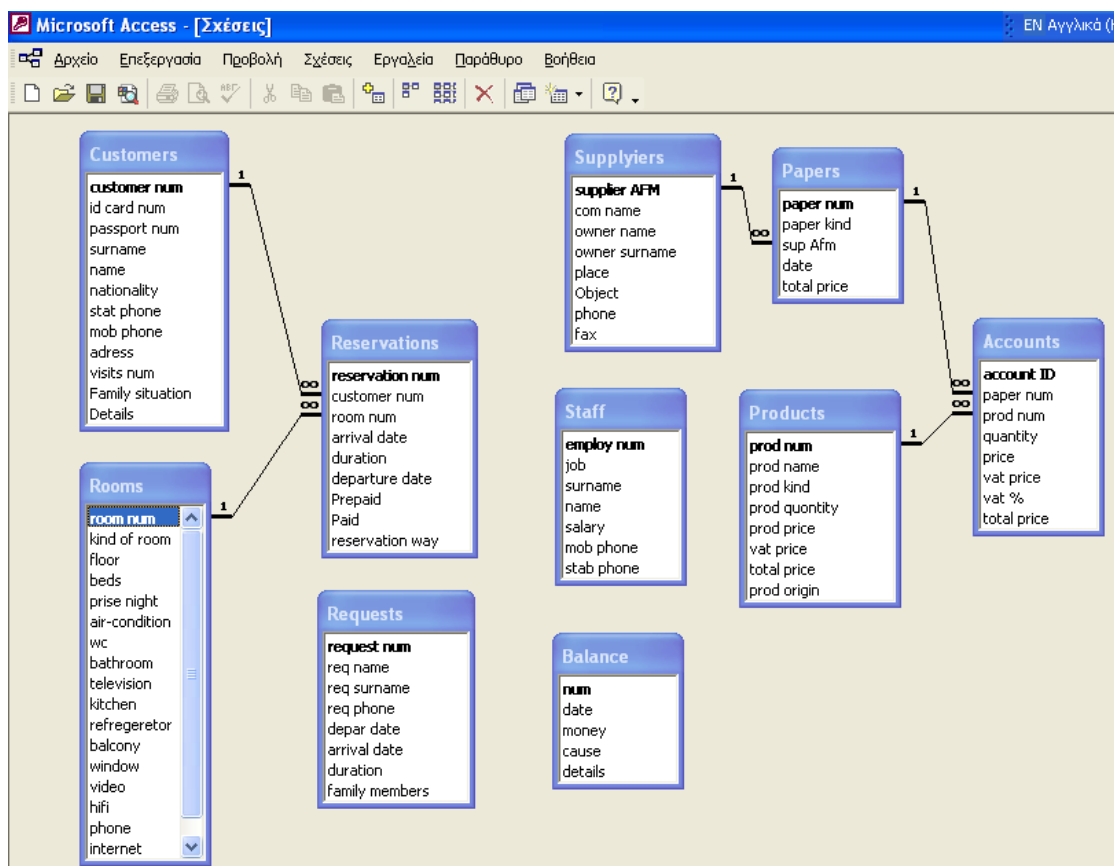 Microsoft Access - [Σχέσεις]
EN Αγγλικά (
Αρχείο Επεξεργασία Προβολή Σχέσεις Εργαλεία Παράθυρο Βοήθεια
Customers
customer num
id card num
passport num
surname
name
nationality
stat phone
mob phone
adress
visits num
Family situation
Details
1
Rooms
room num
kind of room
floor
beds
prise night
air-condition
wc
bathroom
television
kitchen
refregeretor
balcony
window
video
hifi
phone
internet
1
Reservations
∞
∞
reservation num
customer num
room num
arrival date
duration
departure date
Prepaid
Paid
reservation way
Requests
request num
req name
req surname
req phone
depar date
arrival date
duration
family members
Supplyiers
supplier AFM
com name
owner name
owner surname
place
Object
phone
fax
1
∞
Papers
paper num
paper kind
sup Afm
date
total price
1
Staff
employ num
job
surname
name
salary
mob phone
stab phone
Products
prod num
prod name
prod kind
prod quontity
prod price
vat price
total price
prod origin
1
∞
∞
Accounts
account ID
paper num
prod num
quantity
price
vat price
vat %
total price
Balance
num
date
money
cause
details